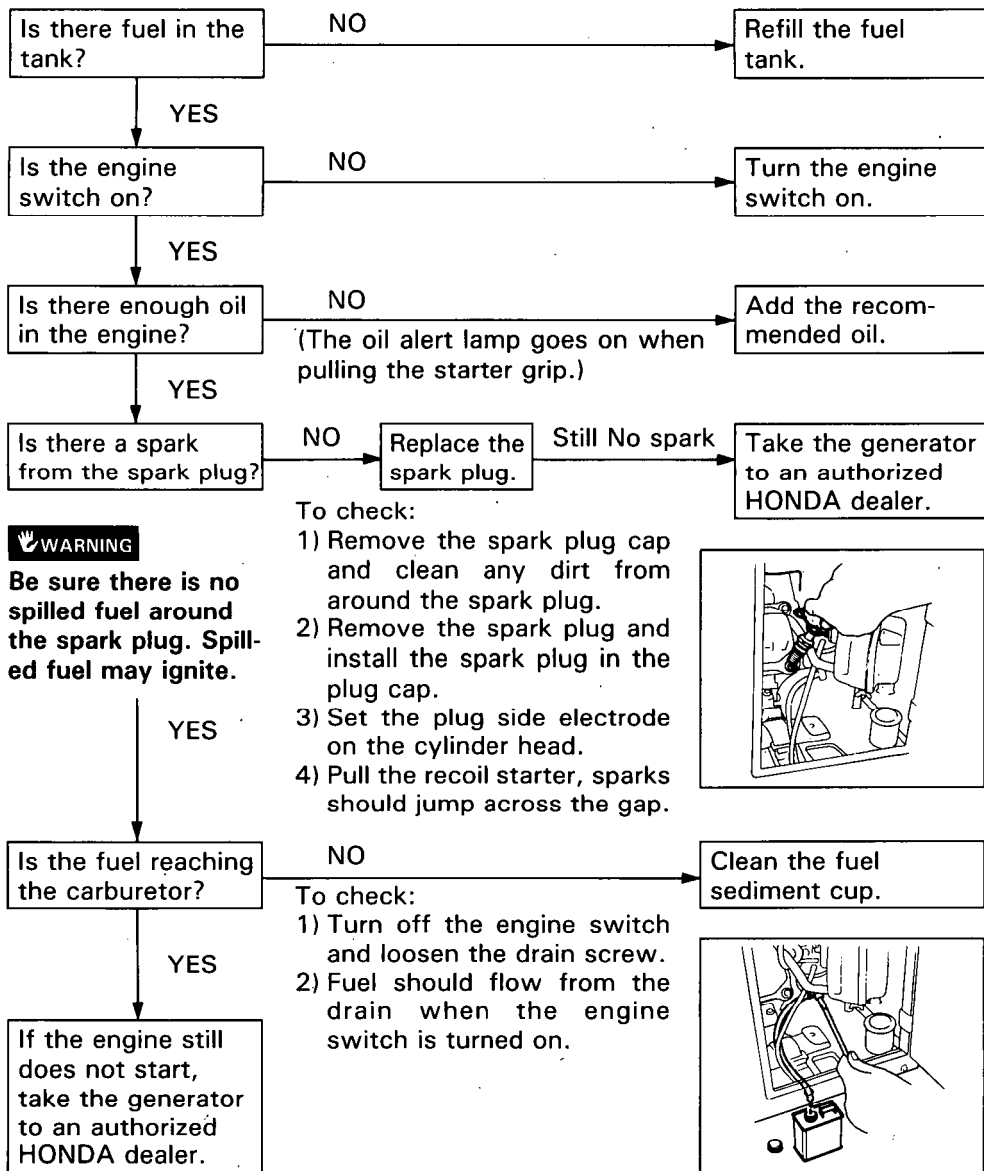 Is there fuel in the
tank?
NO
Refill the fuel
tank.
YES
Is the engine
switch on?
NO
Turn the engine
switch on.
YES
Is there enough oil
in the engine?
NO
(The oil alert lamp goes on when
pulling the starter grip.)
Add the recom-
mended oil.
YES
Is there a spark
from the spark plug?
NO
Replace the
spark plug.
Still No spark
Take the generator
to an authorized
HONDA dealer.
WARNING
Be sure there is no
spilled fuel around
the spark plug. Spill-
ed fuel may ignite.
To check:
1) Remove the spark plug cap
and clean any dirt from
around the spark plug.
2) Remove the spark plug and
install the spark plug in the
plug cap.
3) Set the plug side electrode
on the cylinder head.
4) Pull the recoil starter, sparks
should jump across the gap.
YES
Is the fuel reaching
the carburetor?
NO
Clean the fuel
sediment cup.
To check:
1) Turn off the engine switch
and loosen the drain screw.
2) Fuel should flow from the
drain when the engine
switch is turned on.
YES
If the engine still
does not start,
take the generator
to an authorized
HONDA dealer.